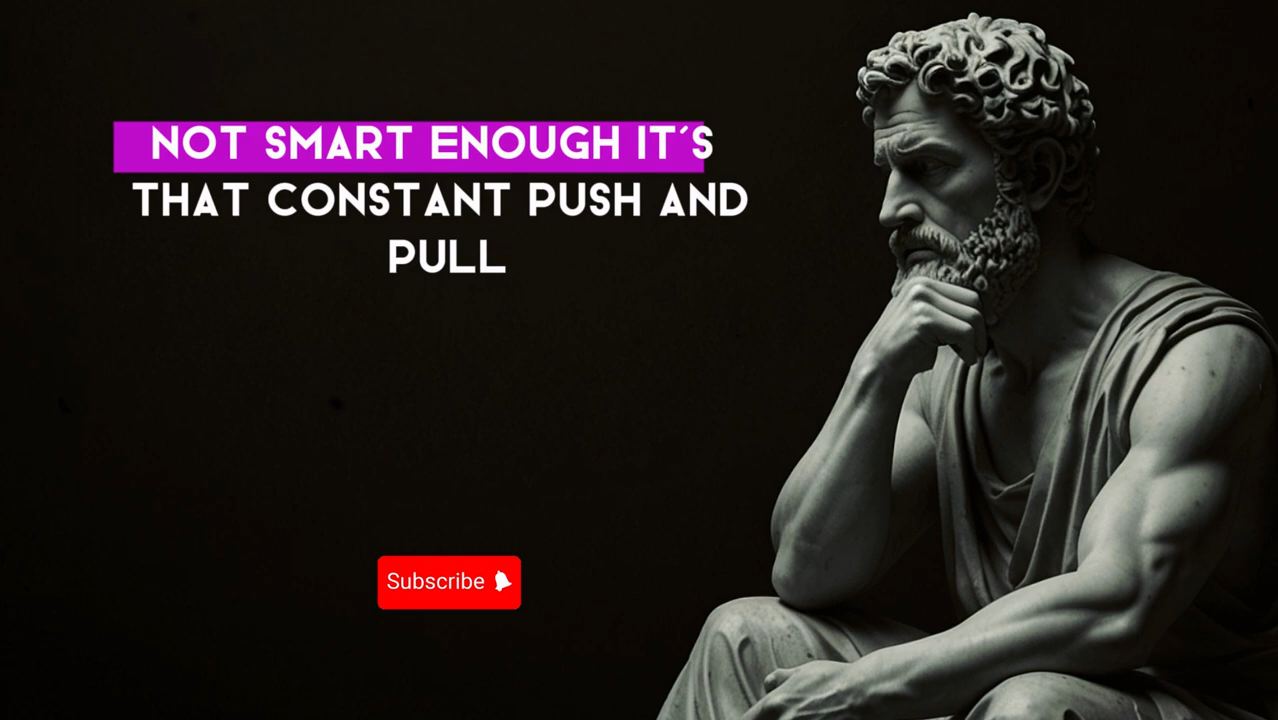 NOT SMART ENOUGH IT'S
THAT CONSTANT PUSH AND
PULL
Subscribe